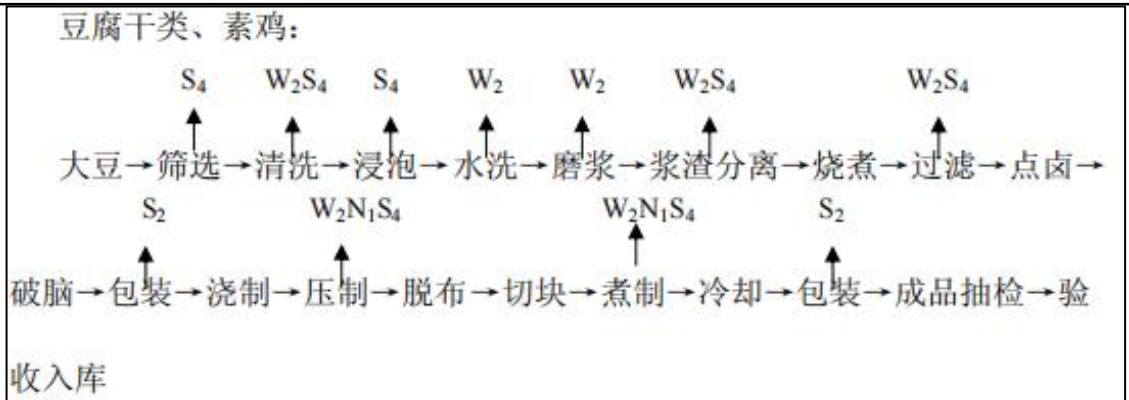 豆腐干类、素鸡：
S₄ W₂S₄ S₄ W₂ W₂ W₂S₄ W₂S₄
大豆→筛选→清洗→浸泡→水洗→磨浆→浆渣分离→烧煮→过滤→点卤→
S₂ W₂N₁S₄ W₂N₁S₄ S₂
破脑→包装→浇制→压制→脱布→切块→煮制→冷却→包装→成品抽检→验
收入库